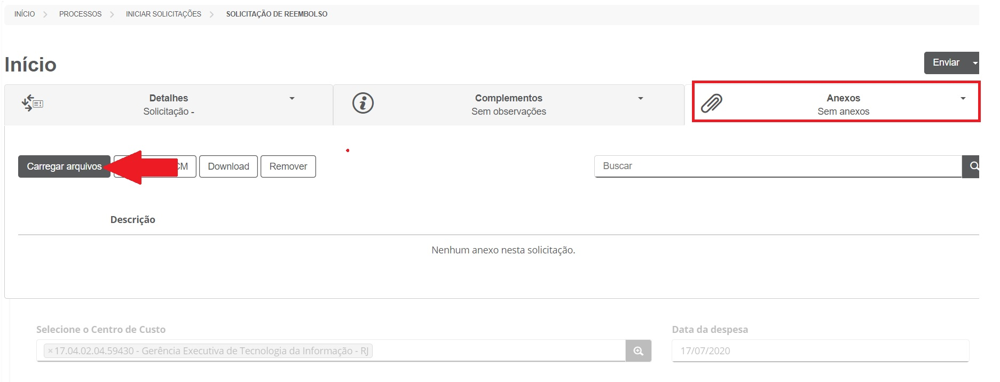 INÍCIO PROCESSOS INICIAR SOLICITAÇÕES SOLICITAÇÃO DE REEMBOLSO
Início
Enviar
Detalhes
Solicitação -
Complementos
Sem observações
Anexos
Sem anexos
Carregar arquivos
Download
Remover
Buscar
Descrição
Nenhum anexo nesta solicitação.
Selecione o Centro de Custo
Data da despesa
×17.04.02.04.59430 - Gerência Executiva de Tecnologia da Informação - RJ
17/07/2020